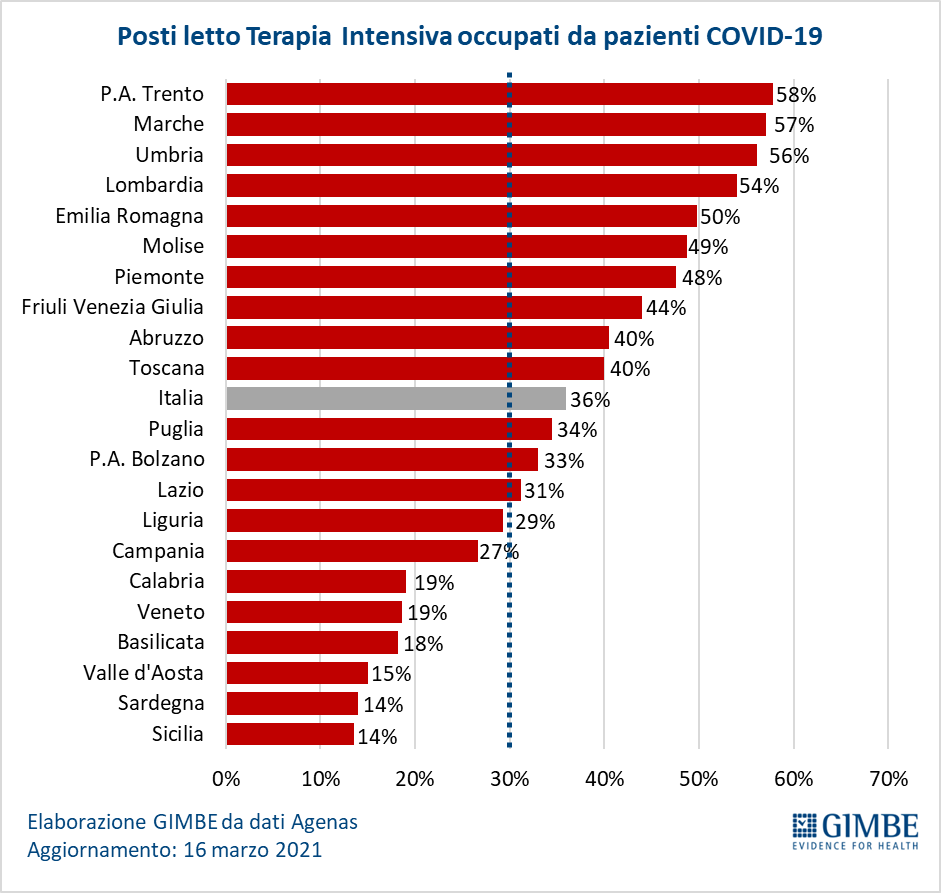 Posti letto Terapia Intensiva occupati da pazienti COVID-19
P.A. Trento 58%
Marche 57%
Umbria 56%
Lombardia 54%
Emilia Romagna 50%
Molise 49%
Piemonte 48%
Friuli Venezia Giulia 44%
Abruzzo 40%
Toscana 40%
Italia 36%
Puglia 34%
P.A. Bolzano 33%
Lazio 31%
Liguria 29%
Campania 27%
Calabria 19%
Veneto 19%
Basilicata 18%
Valle d'Aosta 15%
Sardegna 14%
Sicilia 14%
0% 10% 20% 30% 40% 50% 60% 70%
Elaborazione GIMBE da dati Agenas
Aggiornamento: 16 marzo 2021
GIMBE
EVIDENCE FOR HEALTH